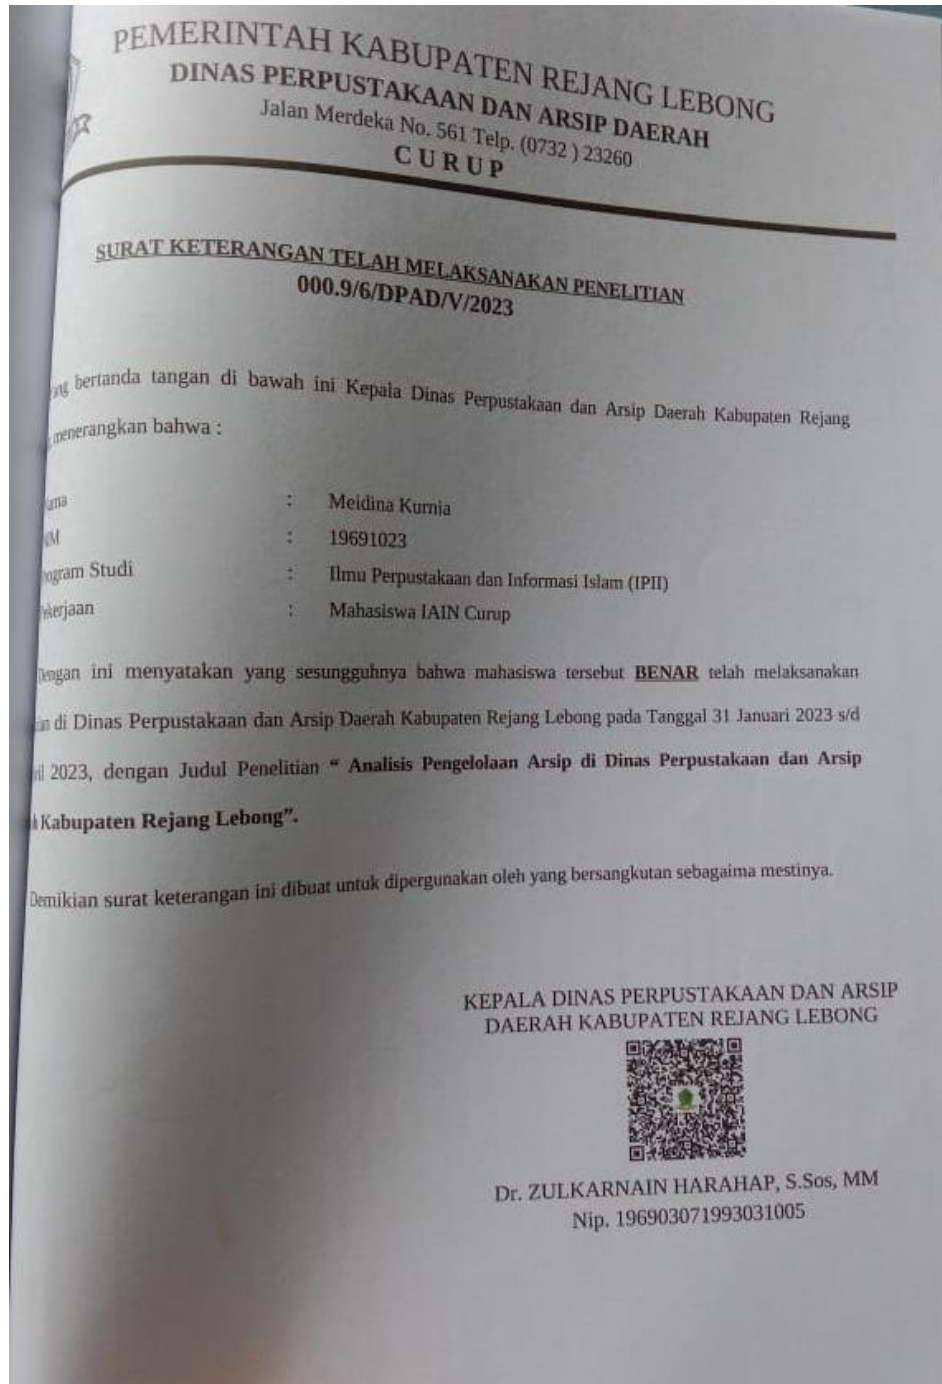 PEMERINTAH KABUPATEN REJANG LEBONG
DINAS PERPUSTAKAAN DAN ARSIP DAERAH
Jalan Merdeka No. 561 Telp. (0732 ) 23260
C U R U P
SURAT KETERANGAN TELAH MELAKSANAKAN PENELITIAN
000.9/6/DPAD/V/2023
bertanda tangan di bawah ini Kepala Dinas Perpustakaan dan Arsip Daerah Kabupaten Rejang
menerangkan bahwa :
: Meidina Kurnia
: 19691023
Studi : Ilmu Perpustakaan dan Informasi Islam (IPII)
: Mahasiswa IAIN Curup
Dengan ini menyatakan yang sesungguhnya bahwa mahasiswa tersebut BENAR telah melaksanakan
di Dinas Perpustakaan dan Arsip Daerah Kabupaten Rejang Lebong pada Tanggal 31 Januari 2023 s/d
2023, dengan Judul Penelitian “ Analisis Pengelolaan Arsip di Dinas Perpustakaan dan Arsip
Kabupaten Rejang Lebong”.
Demikian surat keterangan ini dibuat untuk dipergunakan oleh yang bersangkutan sebagaima mestinya.
KEPALA DINAS PERPUSTAKAAN DAN ARSIP
DAERAH KABUPATEN REJANG LEBONG
Dr. ZULKARNAIN HARAHAP, S.Sos, MM
Nip. 196903071993031005